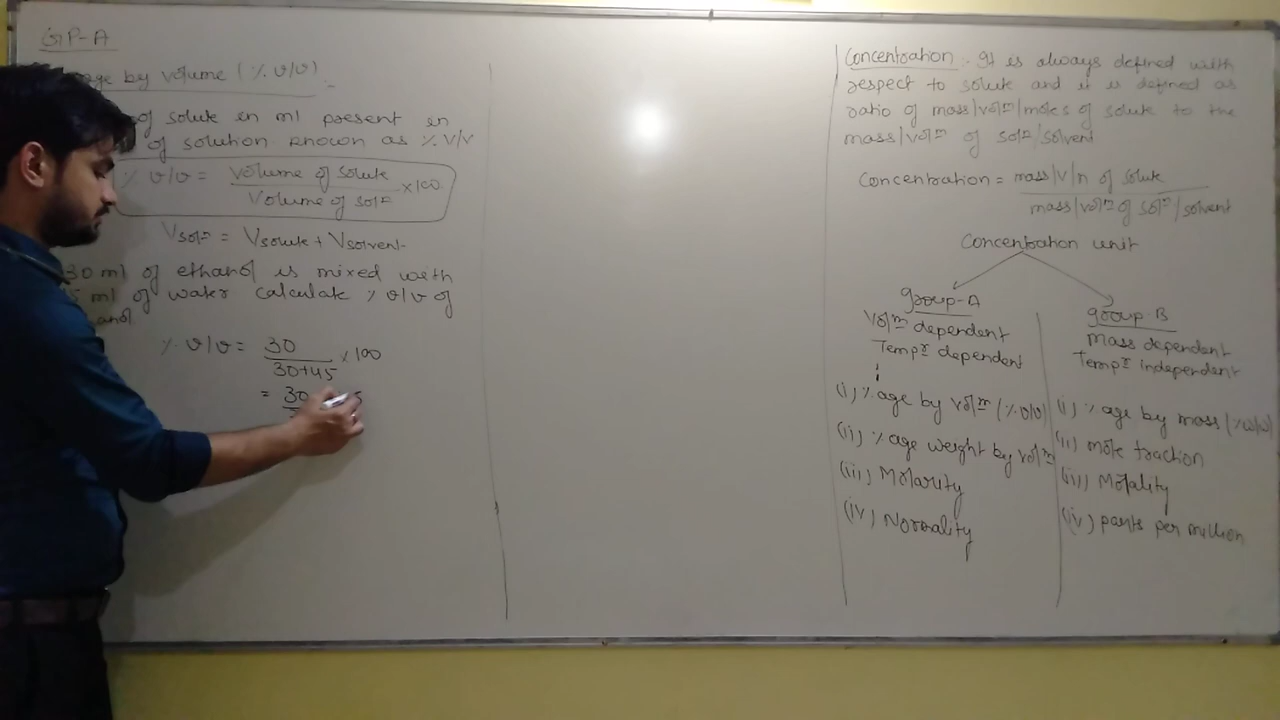 GP-A
age by volume (% v/v)
of solute in ml present in
of solution known as % V/V
% v/v = volume of solute / Volume of solⁿ ×100
Vsolⁿ = Vsolute + Vsolvent
30 ml of ethanol is mixed with
5 ml of water calculate % v/v of
anol
% v/v = 30 / 30+45 ×100
= 30
Concentration :- It is always defined with
respect to solute and it is defined as
ratio of mass/volᵐ/moles of solute to the
mass/volᵐ of solⁿ/solvent
Concentration = mass/V/n of solute / mass/volᵐ of solⁿ/solvent
Concentration unit
group-A
Volᵐ dependent
Tempʳ dependent
(i) % age by volᵐ (% v/v)
(ii) % age weight by volᵐ
(iii) Molarity
(iv) Normality
group-B
Mass dependent
Tempʳ independent
(i) % age by mass (% w/w)
(ii) mole fraction
(iii) Molality
(iv) parts per million